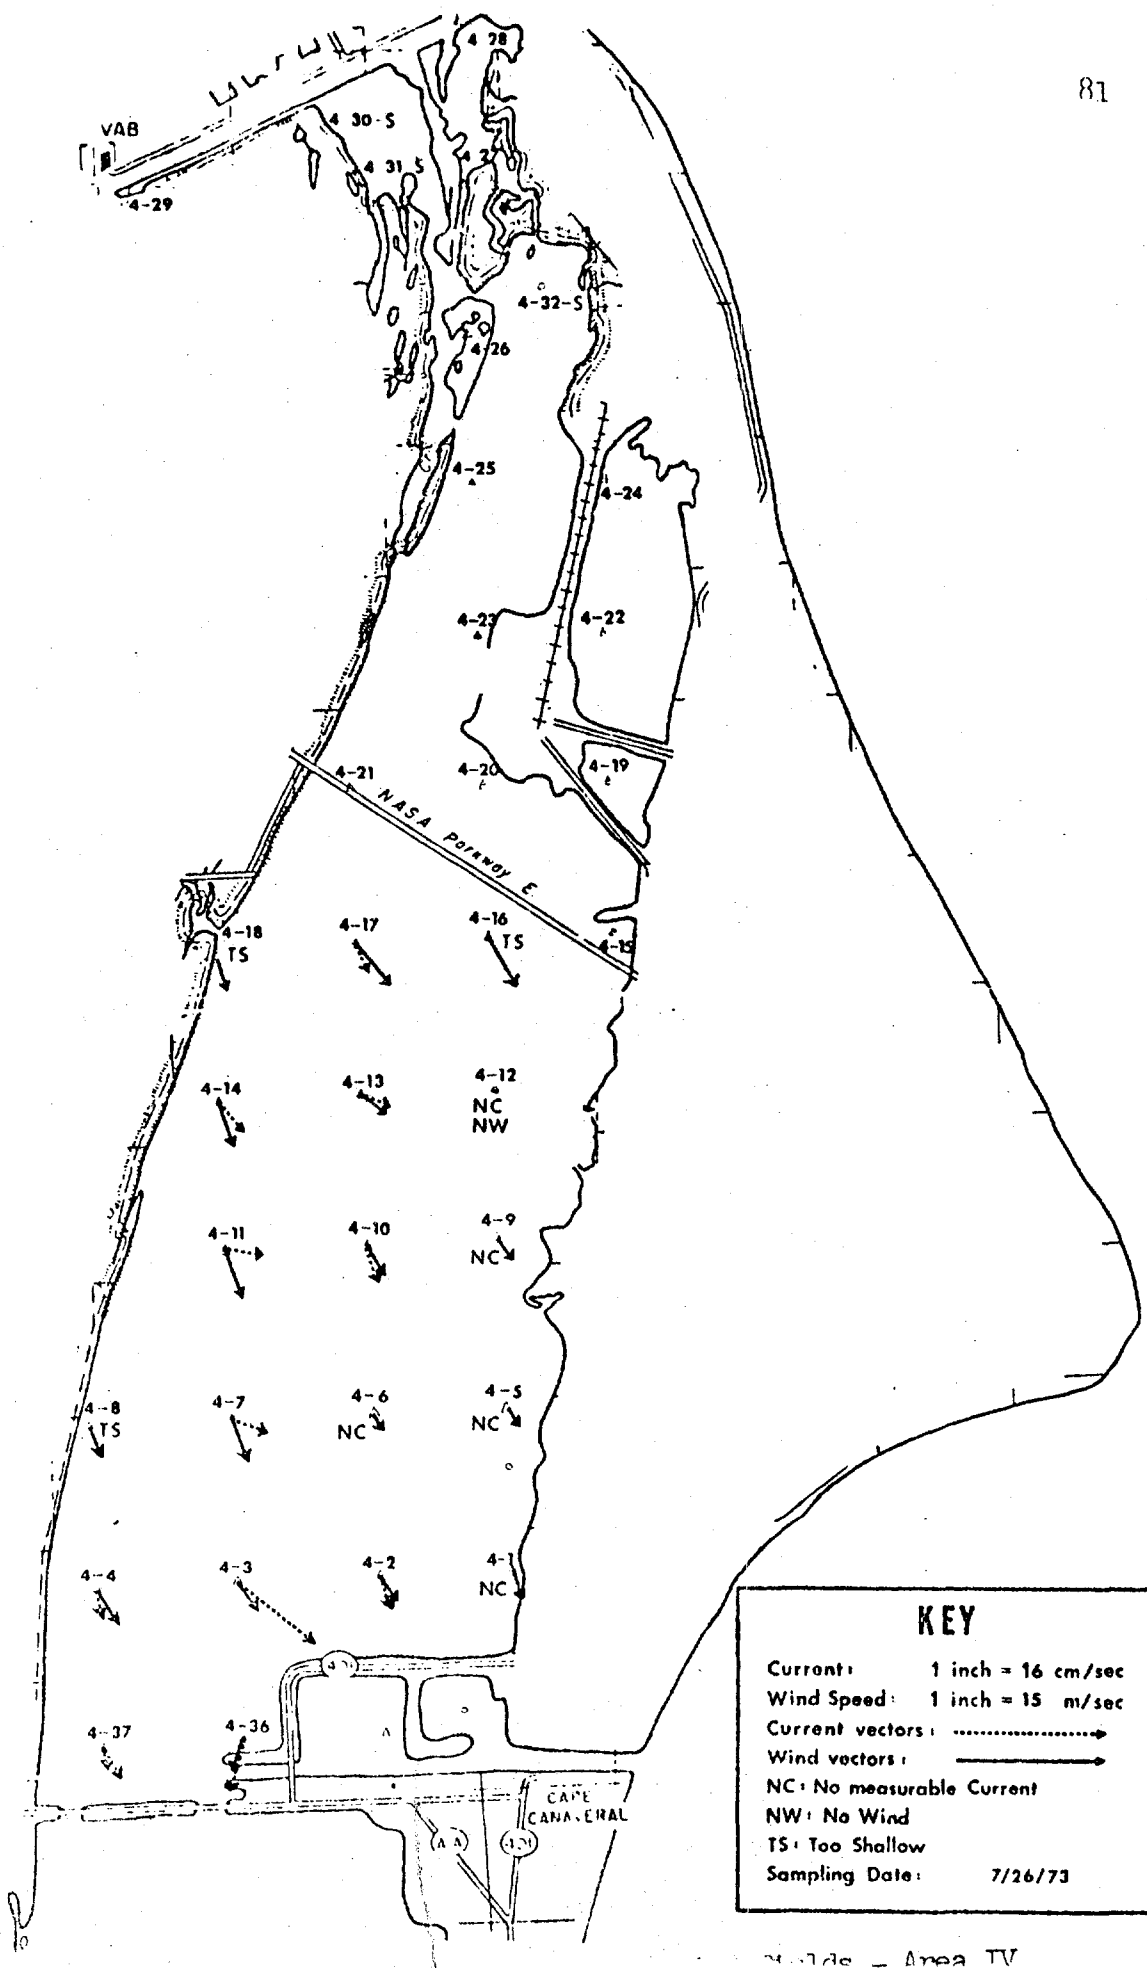 81
4 28
VAB
4 30-S
4 31 S
4-29
4-32-S
4-26
4-25
4-24
4-23
4-22
4-21
4-20
4-19
NASA Parkway E.
4-18
TS
4-17
4-16
TS
4-15
4-14
4-13
4-12
NC
NW
4-11
4-10
4-9
NC
4-8
TS
4-7
4-6
NC
4-5
NC
4-4
4-3
4-2
4-1
NC
4-37
4-36
CAPE
CANAVERAL
A1A
401
KEY
Current: 1 inch = 16 cm/sec
Wind Speed: 1 inch = 15 m/sec
Current vectors:
Wind vectors:
NC: No measurable Current
NW: No Wind
TS: Too Shallow
Sampling Date: 7/26/73
- Area IV